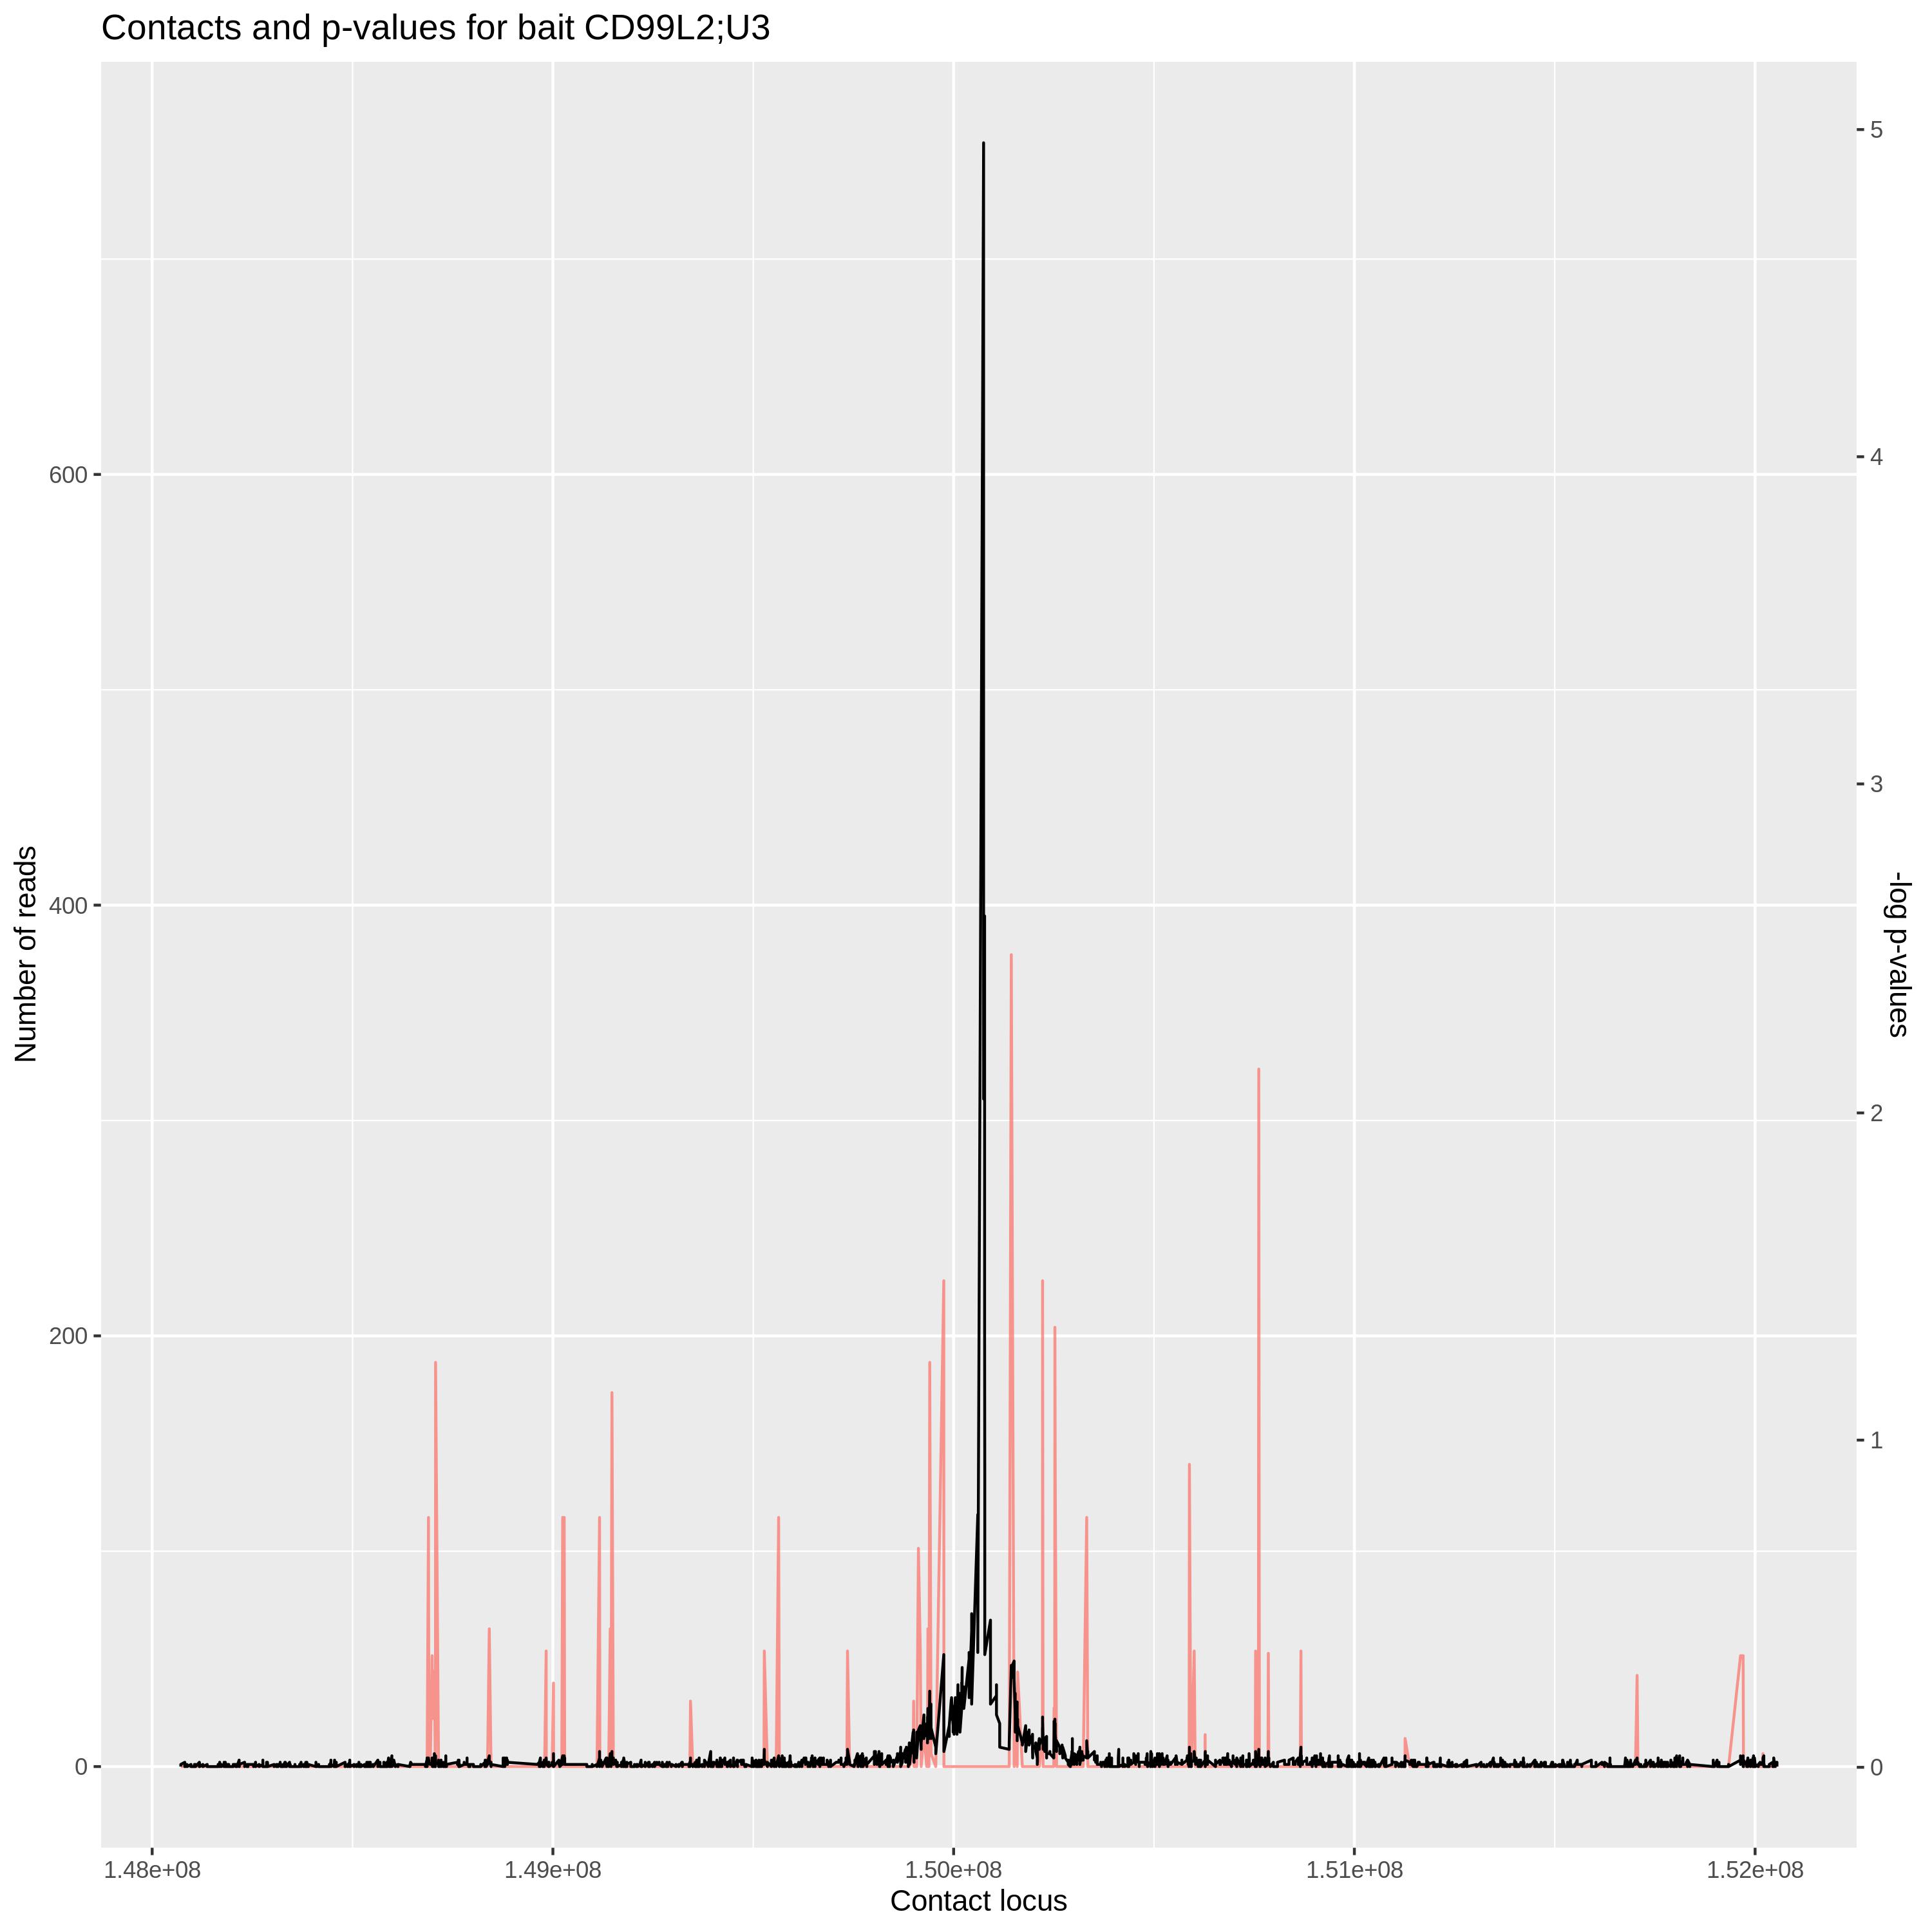 Contacts and p-values for bait CD99L2;U3
Number of reads
600
400
200
0
5
4
3
2
1
0
-log p-values
1.48e+08
1.49e+08
1.50e+08
1.51e+08
1.52e+08
Contact locus